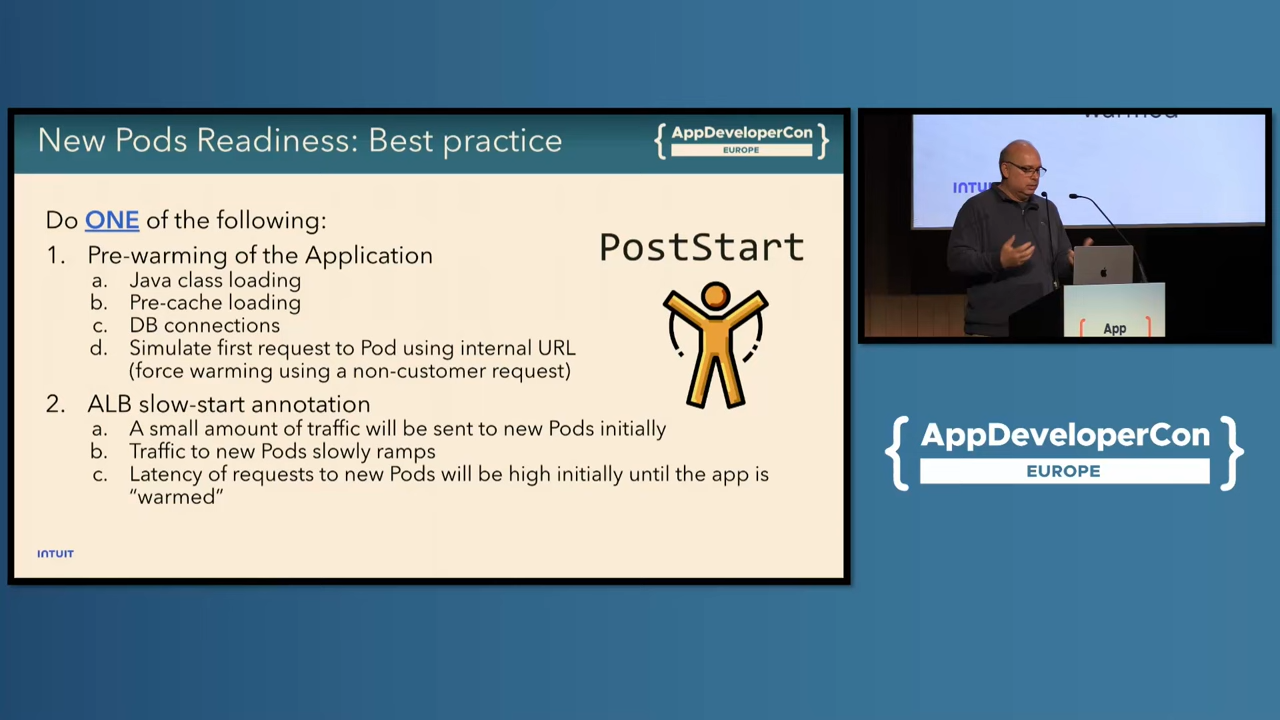 New Pods Readiness: Best practice
AppDeveloperCon
EUROPE
Do ONE of the following:
1. Pre-warming of the Application
a. Java class loading
b. Pre-cache loading
c. DB connections
d. Simulate first request to Pod using internal URL
(force warming using a non-customer request)
2. ALB slow-start annotation
a. A small amount of traffic will be sent to new Pods initially
b. Traffic to new Pods slowly ramps
c. Latency of requests to new Pods will be high initially until the app is
"warmed"
PostStart
INTUIT
App
AppDeveloperCon
EUROPE